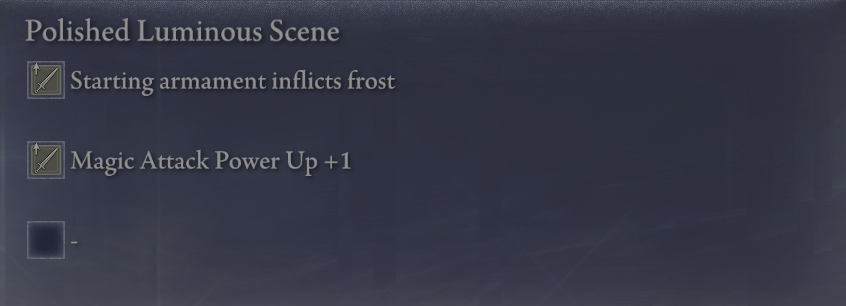 Polished Luminous Scene
Starting armament inflicts frost
Magic Attack Power Up +1
-